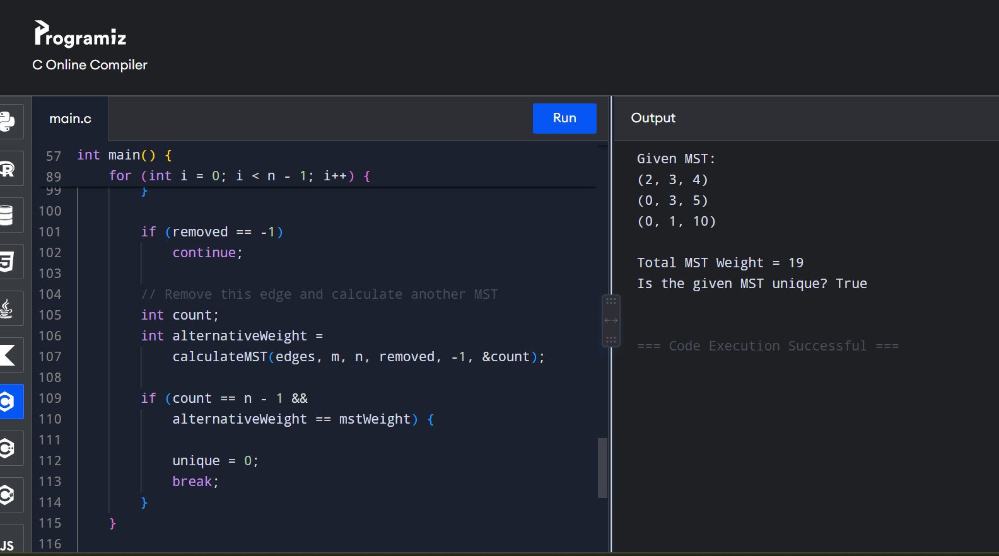 Programiz
C Online Compiler
main.c
Run
Output
57 int main() {
89 for (int i = 0; i < n - 1; i++) {
99 }
100
101 if (removed == -1)
102 continue;
103
104 // Remove this edge and calculate another MST
105 int count;
106 int alternativeWeight =
107 calculateMST(edges, m, n, removed, -1, &count);
108
109 if (count == n - 1 &&
110 alternativeWeight == mstWeight) {
111
112 unique = 0;
113 break;
114 }
115 }
116
Given MST:
(2, 3, 4)
(0, 3, 5)
(0, 1, 10)
Total MST Weight = 19
Is the given MST unique? True
=== Code Execution Successful ===
R
5
C
C++
C#
JS